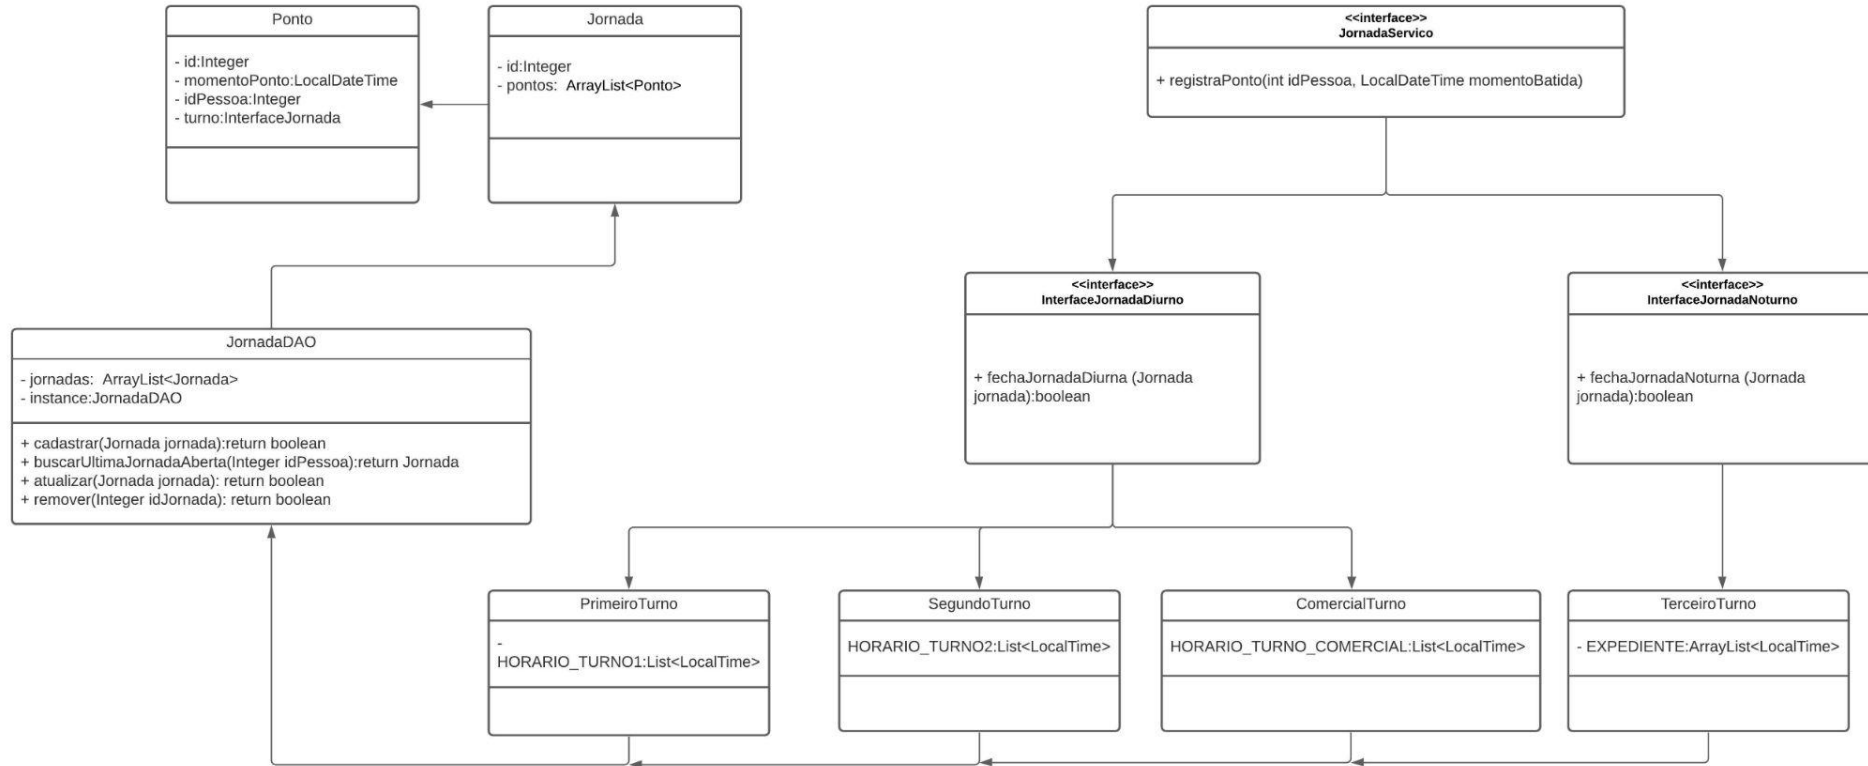 Ponto
- id:Integer
- momentoPonto:LocalDateTime
- idPessoa:Integer
- turno:InterfaceJornada
Jornada
- id:Integer
- pontos: ArrayList<Ponto>
<<interface>>
JornadaServico
+ registraPonto(int idPessoa, LocalDateTime momentoBatida)
<<interface>>
InterfaceJornadaDiurno
+ fechaJornadaDiurna (Jornada
jornada):boolean
<<interface>>
InterfaceJornadaNoturno
+ fechaJornadaNoturna (Jornada
jornada):boolean
JornadaDAO
- jornadas: ArrayList<Jornada>
- instance:JornadaDAO
+ cadastrar(Jornada jornada):return boolean
+ buscarUltimaJornadaAberta(Integer idPessoa):return Jornada
+ atualizar(Jornada jornada): return boolean
+ remover(Integer idJornada): return boolean
PrimeiroTurno
-
HORARIO_TURNO1:List<LocalTime>
SegundoTurno
HORARIO_TURNO2:List<LocalTime>
ComercialTurno
HORARIO_TURNO_COMERCIAL:List<LocalTime>
TerceiroTurno
- EXPEDIENTE:ArrayList<LocalTime>